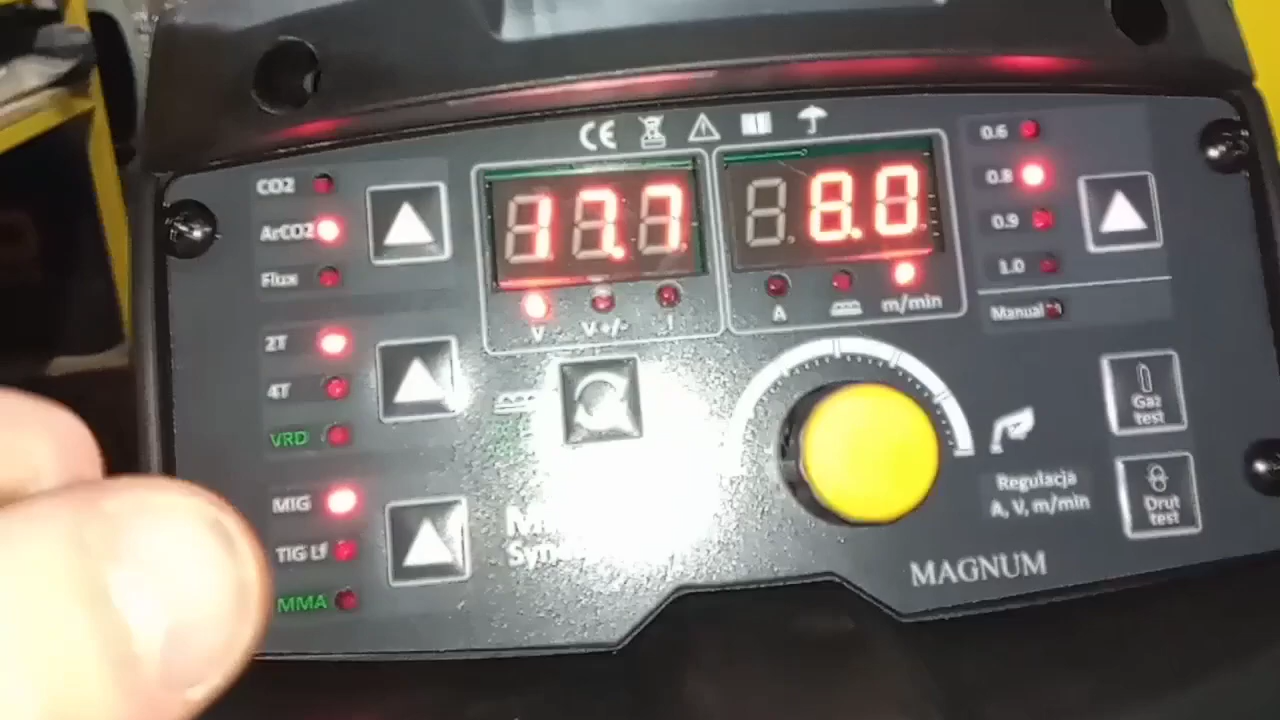 CE
CO2
ArCO2
Flux
2T
4T
VRD
MIG
TIG Lf
MMA
17.7
V
V+/-
8.0
A
m/min
0.6
0.8
0.9
1.0
Manual
Gaz
test
Drut
test
Regulacja
A, V, m/min
MAGNUM